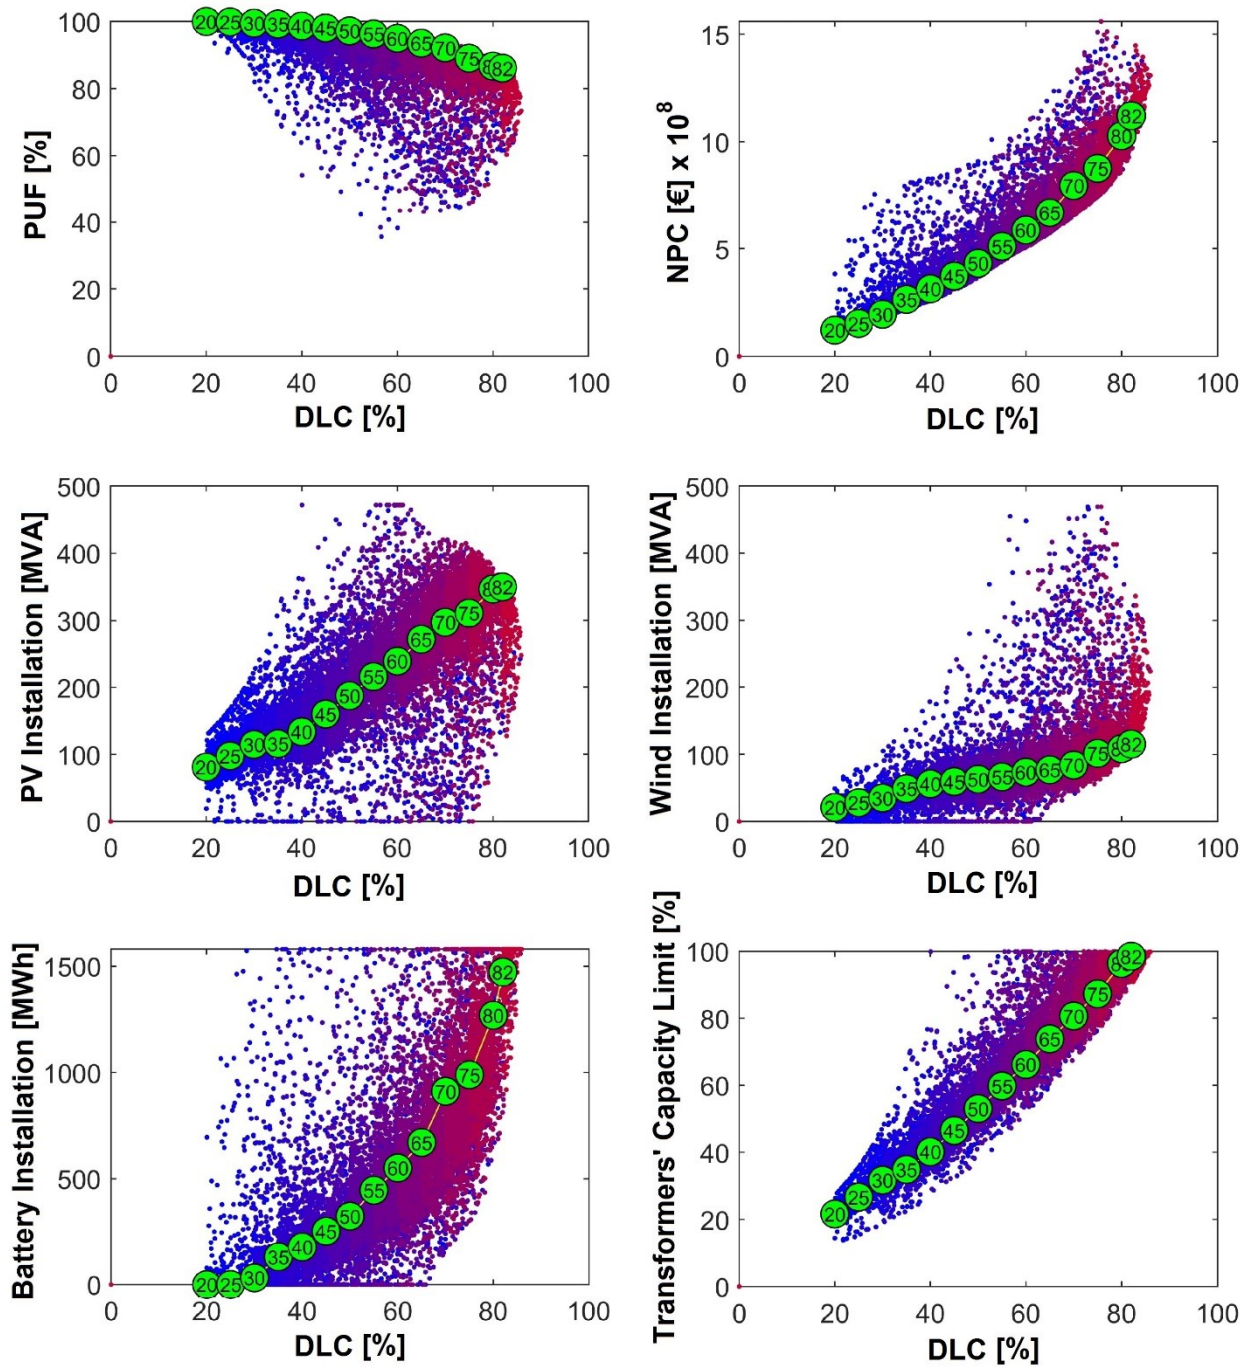 100
80
60
40
20
0
PUF [%]
20 25 30 35 40 45 50 55 60 65 70 75 8 82
0 20 40 60 80 100
DLC [%]
15
10
5
0
NPC [€] x 10⁸
20 25 30 35 40 45 50 55 60 65 70 75 80 82
0 20 40 60 80 100
DLC [%]
500
400
300
200
100
0
PV Installation [MVA]
20 25 30 35 40 45 50 55 60 65 70 75 8 82
0 20 40 60 80 100
DLC [%]
500
400
300
200
100
0
Wind Installation [MVA]
20 25 30 35 40 45 50 55 60 65 70 75 8 82
0 20 40 60 80 100
DLC [%]
1500
1000
500
0
Battery Installation [MWh]
20 25 30 35 40 45 50 55 60 65 70 75 80 82
0 20 40 60 80 100
DLC [%]
100
80
60
40
20
0
Transformers' Capacity Limit [%]
20 25 30 35 40 45 50 55 60 65 70 75 8 82
0 20 40 60 80 100
DLC [%]